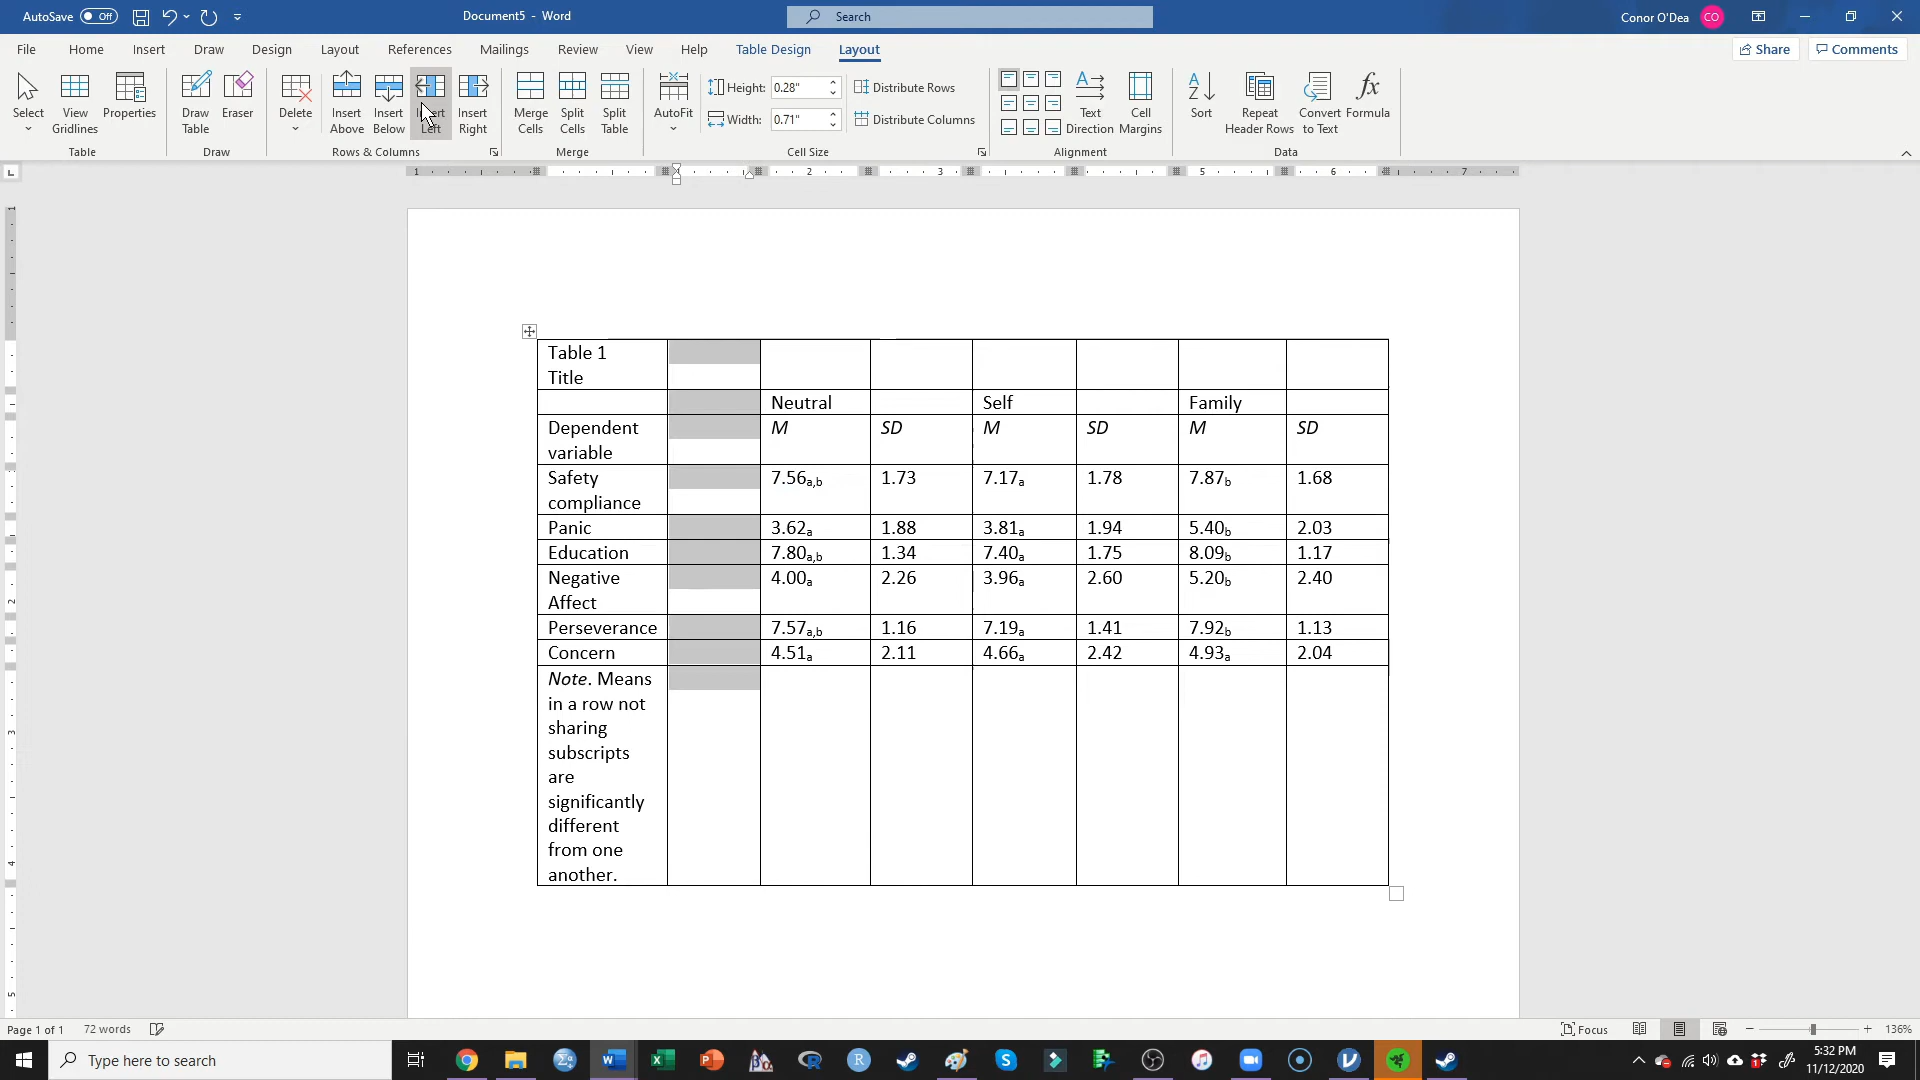 AutoSave Off Document5 - Word Search Conor O'Dea CO
File Home Insert Draw Design Layout References Mailings Review View Help Table Design Layout Share Comments
Select View Gridlines Properties Draw Table Eraser Delete Insert Above Insert Below Insert Left Insert Right Merge Cells Split Cells Split Table AutoFit Height: 0.28" Distribute Rows Text Direction Cell Margins Sort Repeat Header Rows Convert to Text Formula
Width: 0.71" Distribute Columns
Table Draw Rows & Columns Merge Cell Size Alignment Data
1 2 3 5 6 7
Table 1
Title
Neutral Self Family
Dependent variable M SD M SD M SD
Safety compliance 7.56a,b 1.73 7.17a 1.78 7.87b 1.68
Panic 3.62a 1.88 3.81a 1.94 5.40b 2.03
Education 7.80a,b 1.34 7.40a 1.75 8.09b 1.17
Negative Affect 4.00a 2.26 3.96a 2.60 5.20b 2.40
Perseverance 7.57a,b 1.16 7.19a 1.41 7.92b 1.13
Concern 4.51a 2.11 4.66a 2.42 4.93a 2.04
Note. Means
in a row not
sharing
subscripts
are
significantly
different
from one
another.
Page 1 of 1 72 words Focus 136%
Type here to search
5:32 PM
11/12/2020